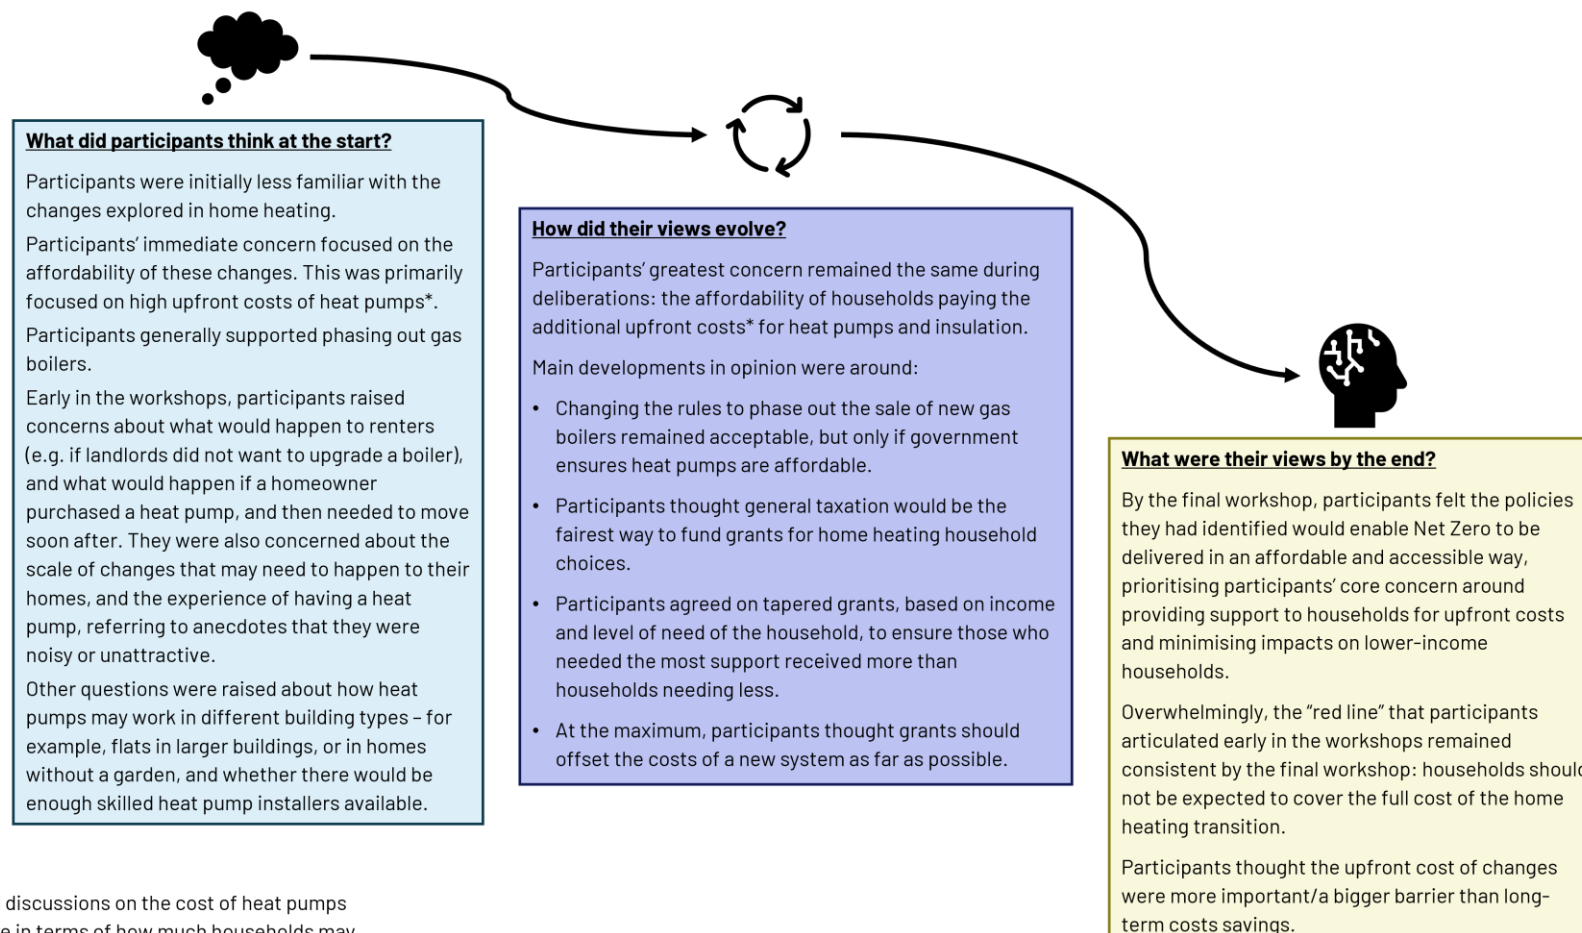 What did participants think at the start?
Participants were initially less familiar with the
changes explored in home heating.
Participants’ immediate concern focused on the
affordability of these changes. This was primarily
focused on high upfront costs of heat pumps*.
Participants generally supported phasing out gas
boilers.
Early in the workshops, participants raised
concerns about what would happen to renters
(e.g. if landlords did not want to upgrade a boiler),
and what would happen if a homeowner
purchased a heat pump, and then needed to move
soon after. They were also concerned about the
scale of changes that may need to happen to their
homes, and the experience of having a heat
pump, referring to anecdotes that they were
noisy or unattractive.
Other questions were raised about how heat
pumps may work in different building types – for
example, flats in larger buildings, or in homes
without a garden, and whether there would be
enough skilled heat pump installers available.
How did their views evolve?
Participants’ greatest concern remained the same during
deliberations: the affordability of households paying the
additional upfront costs* for heat pumps and insulation.
Main developments in opinion were around:
• Changing the rules to phase out the sale of new gas
boilers remained acceptable, but only if government
ensures heat pumps are affordable.
• Participants thought general taxation would be the
fairest way to fund grants for home heating household
choices.
• Participants agreed on tapered grants, based on income
and level of need of the household, to ensure those who
needed the most support received more than
households needing less.
• At the maximum, participants thought grants should
offset the costs of a new system as far as possible.
What were their views by the end?
By the final workshop, participants felt the policies
they had identified would enable Net Zero to be
delivered in an affordable and accessible way,
prioritising participants’ core concern around
providing support to households for upfront costs
and minimising impacts on lower-income
households.
Overwhelmingly, the “red line” that participants
articulated early in the workshops remained
consistent by the final workshop: households should
not be expected to cover the full cost of the home
heating transition.
Participants thought the upfront cost of changes
were more important/a bigger barrier than long-
term costs savings.
discussions on the cost of heat pumps
in terms of how much households may